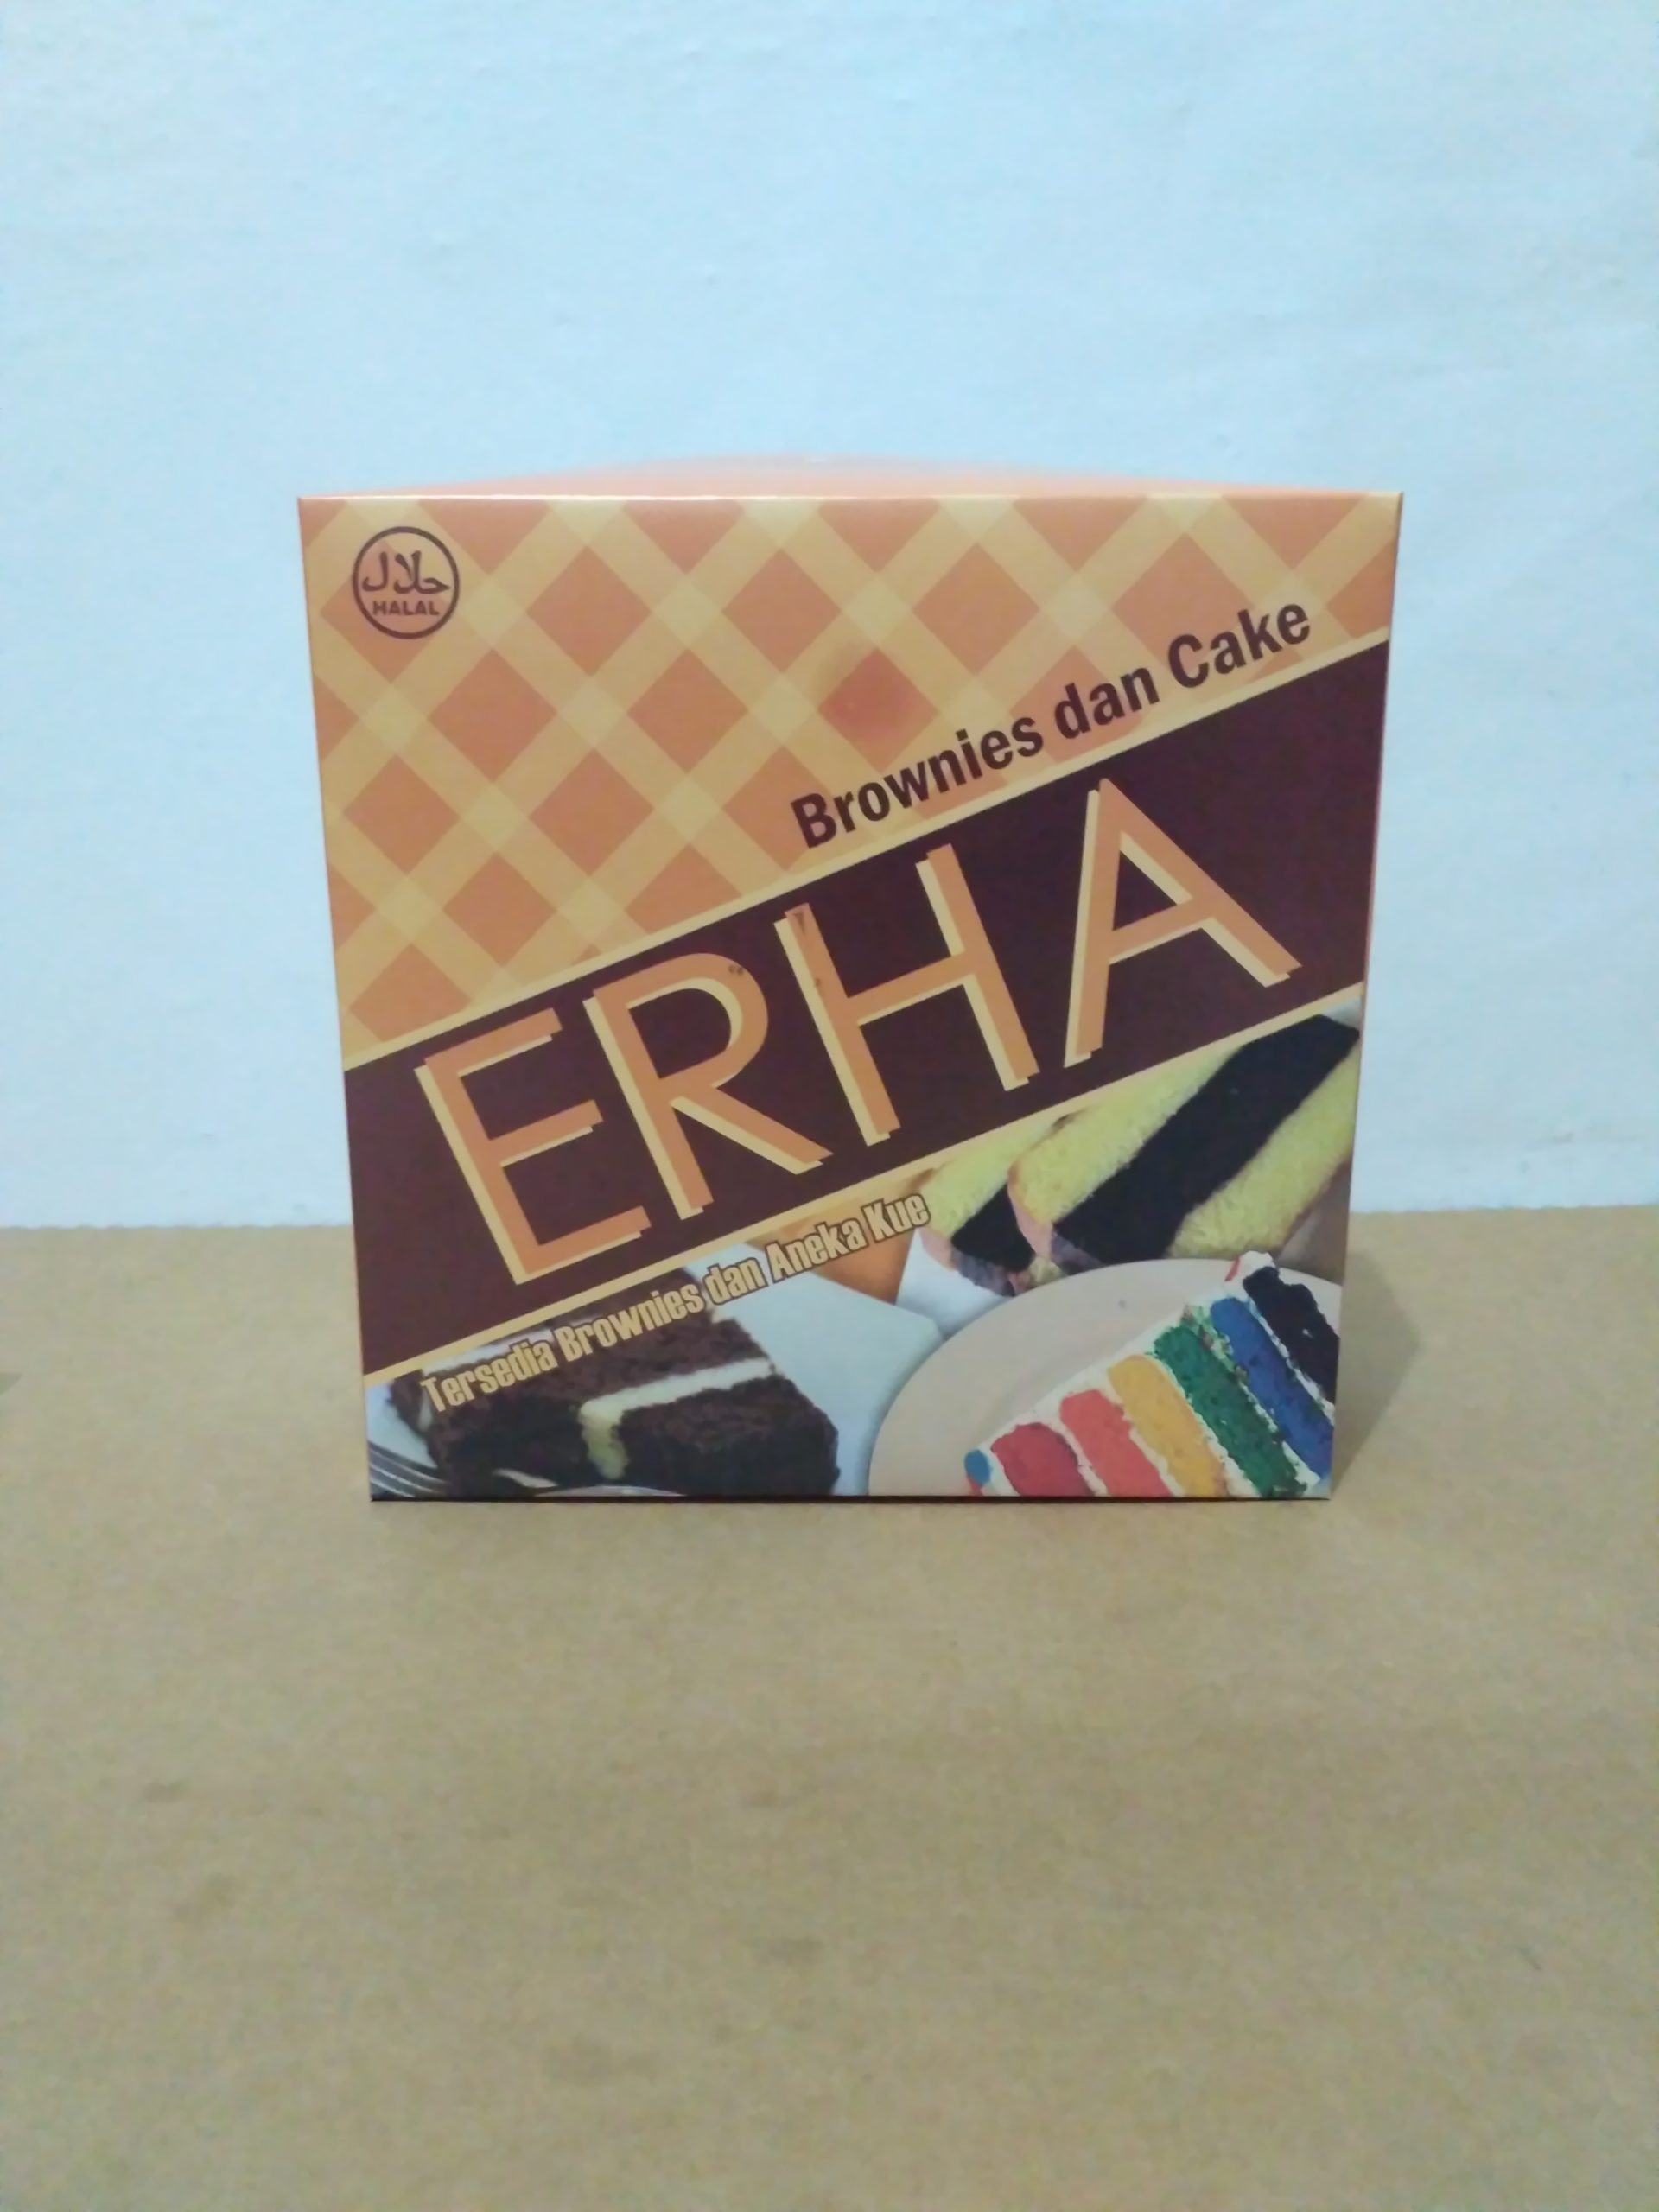 حلال
HALAL
Brownies dan Cake
ERHA
Tersedia Brownies dan Aneka Kue